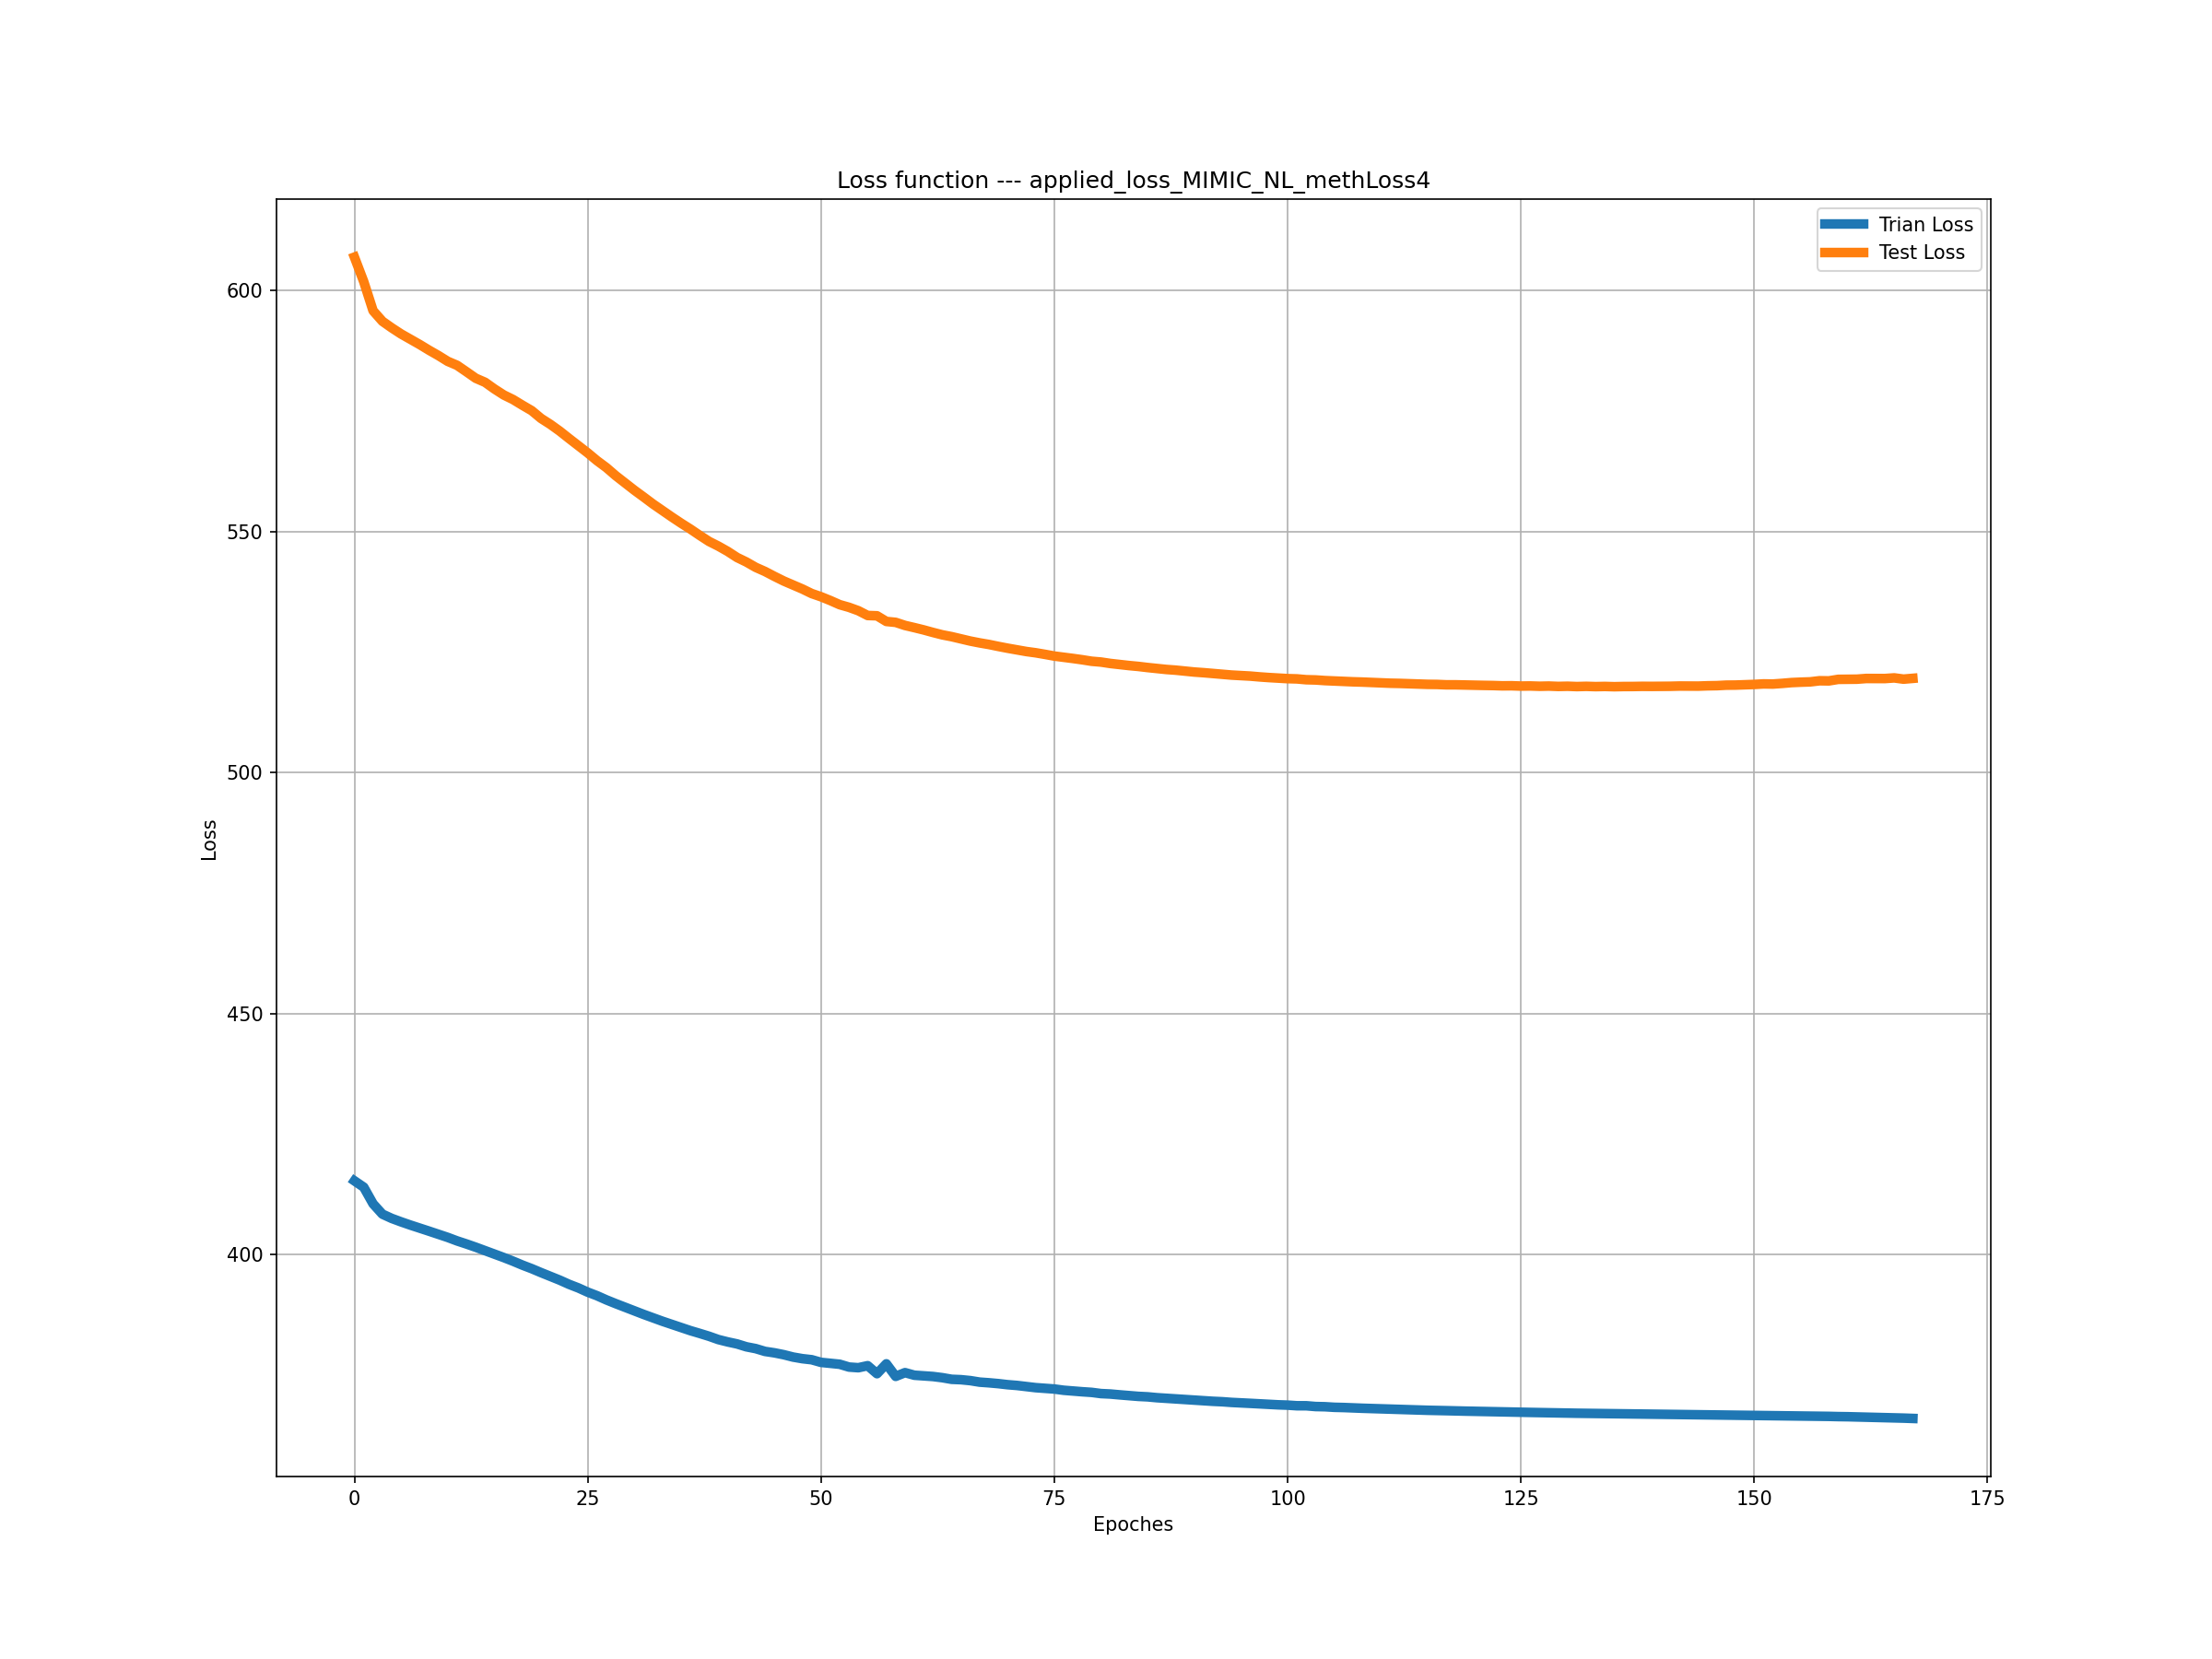 Loss function --- applied_loss_MIMIC_NL_methLoss4
Trian Loss
Test Loss
600
550
500
450
400
Loss
0 25 50 75 100 125 150 175
Epoches